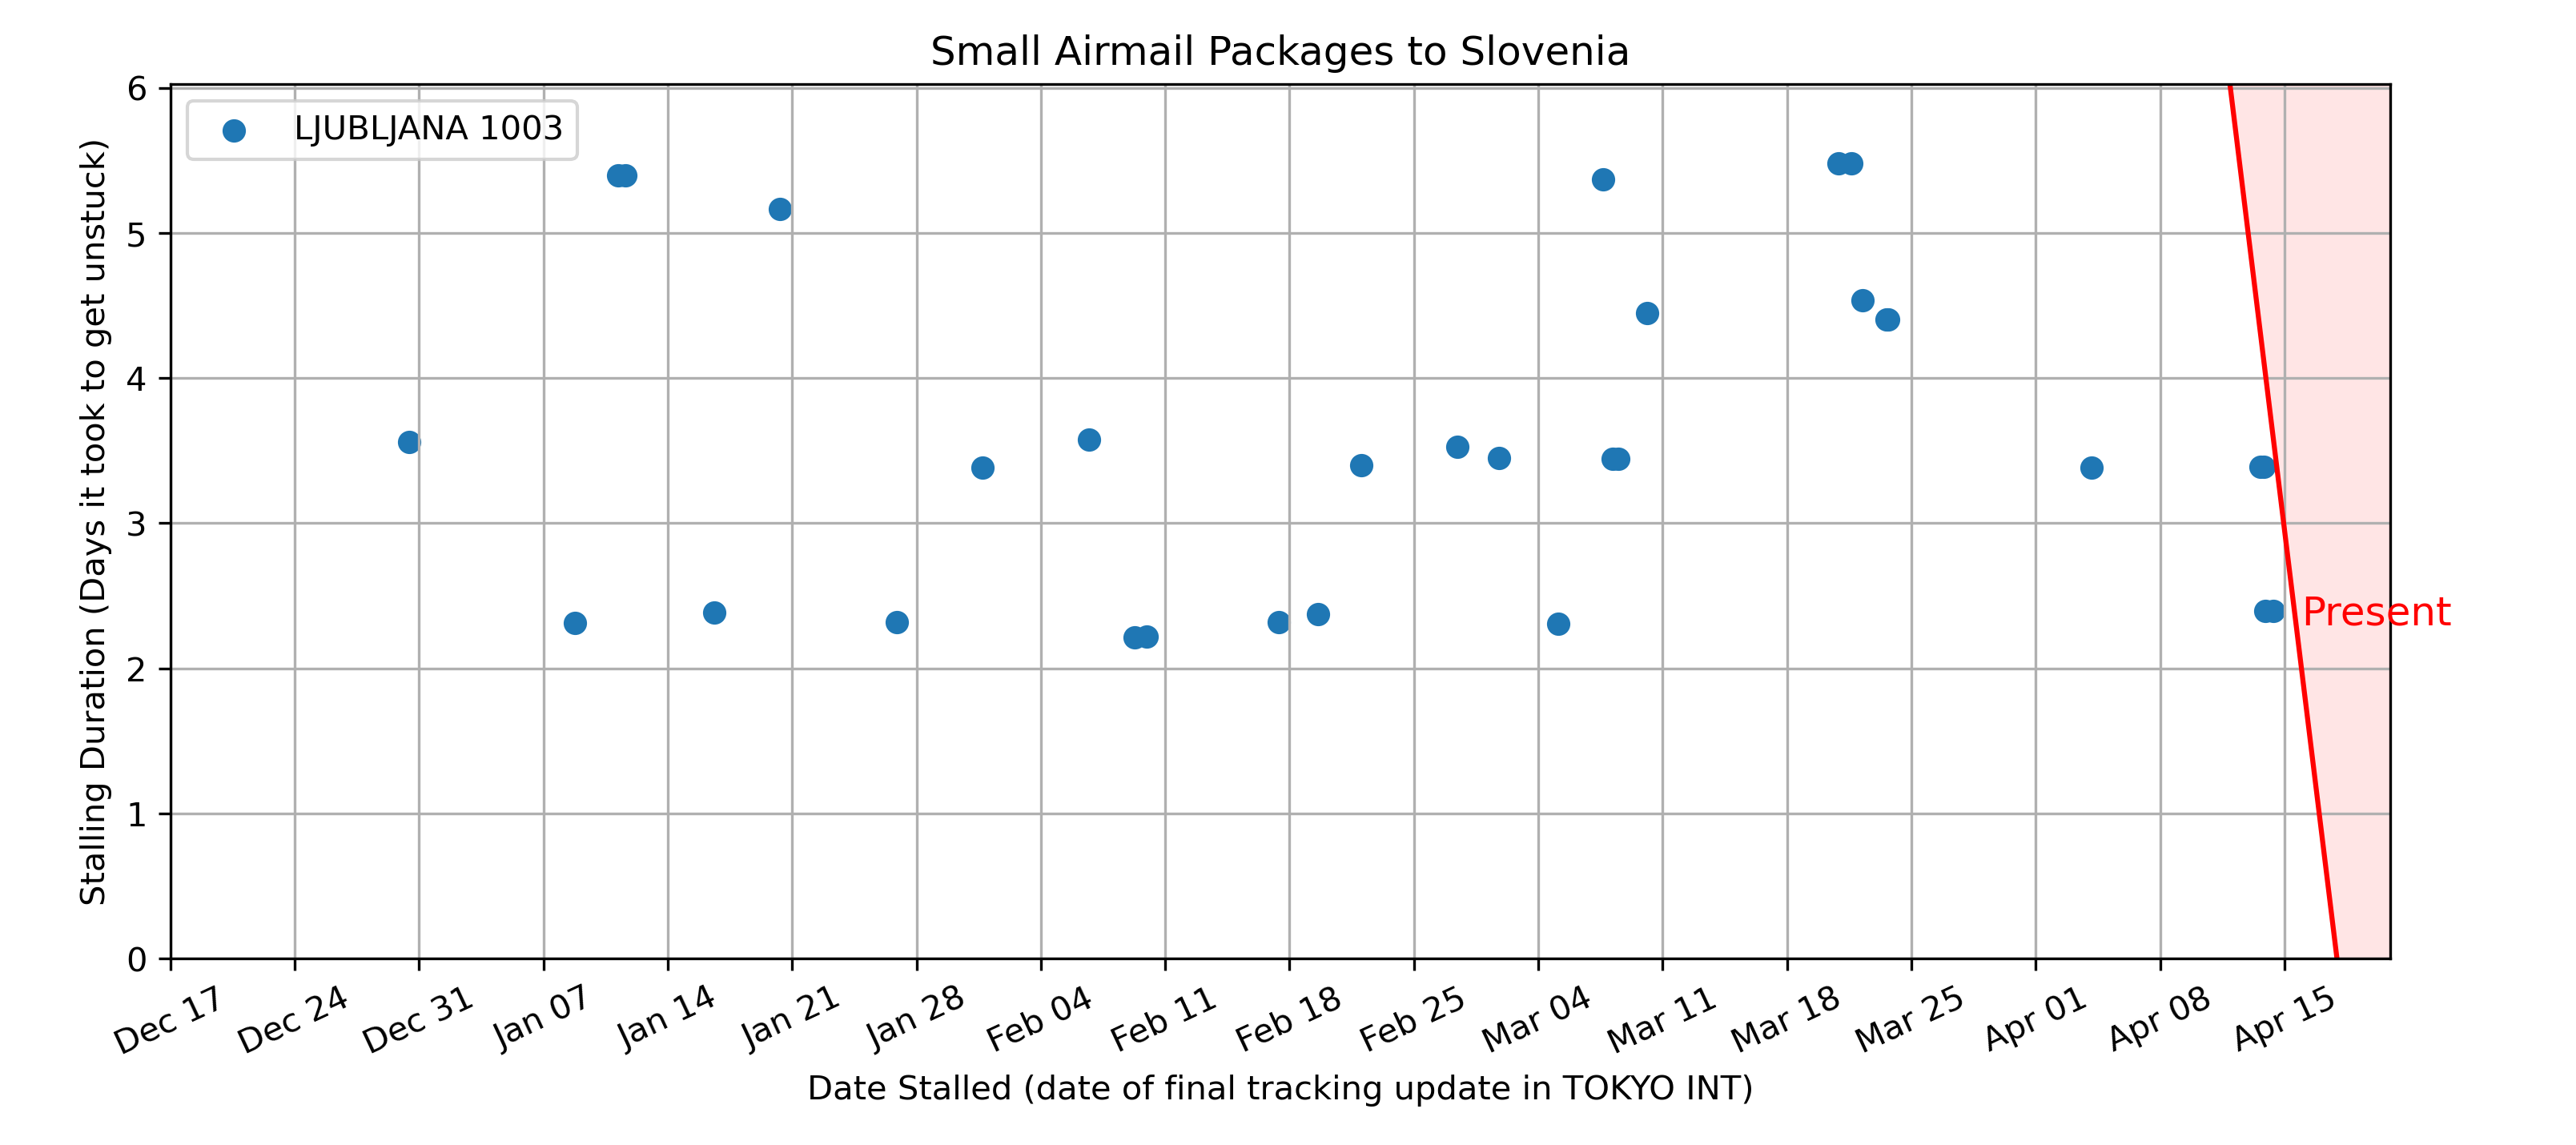 Small Airmail Packages to Slovenia
LJUBLJANA 1003
Stalling Duration (Days it took to get unstuck)
6
5
4
3
2
1
0
Present
Dec 17
Dec 24
Dec 31
Jan 07
Jan 14
Jan 21
Jan 28
Feb 04
Feb 11
Feb 18
Feb 25
Mar 04
Mar 11
Mar 18
Mar 25
Apr 01
Apr 08
Apr 15
Date Stalled (date of final tracking update in TOKYO INT)